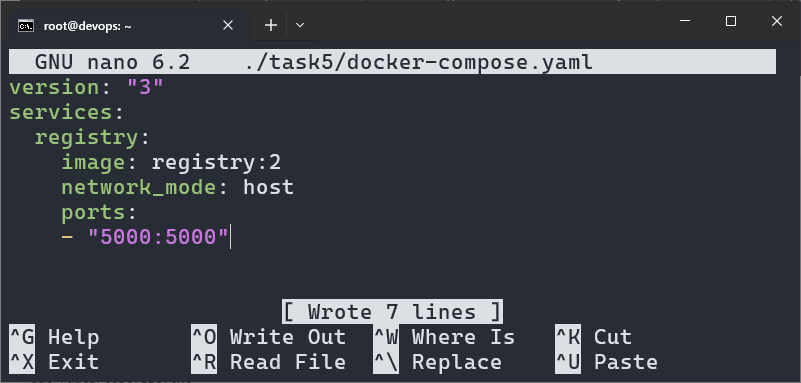 root@devops: ~
GNU nano 6.2 ./task5/docker-compose.yaml
version: "3"
services:
  registry:
    image: registry:2
    network_mode: host
    ports:
    - "5000:5000"
[ Wrote 7 lines ]
^G Help ^O Write Out ^W Where Is ^K Cut
^X Exit ^R Read File ^\ Replace ^U Paste